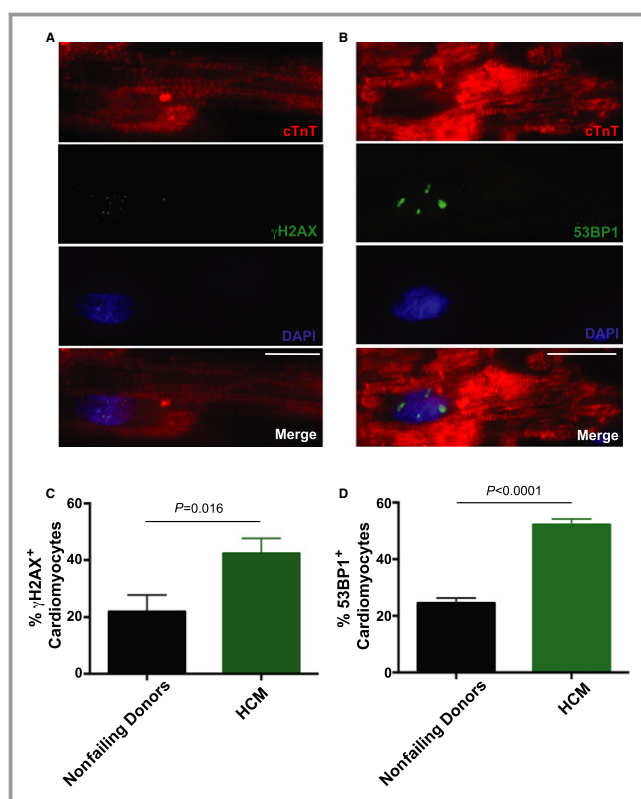 A
B
cTnT
cTnT
γH2AX
53BP1
DAPI
DAPI
Merge
Merge
C
60
40
20
0
% γH2AX+
Cardiomyocytes
P=0.016
Nonfailing Donors
HCM
D
60
40
20
0
% 53BP1+
Cardiomyocytes
P<0.0001
Nonfailing Donors
HCM